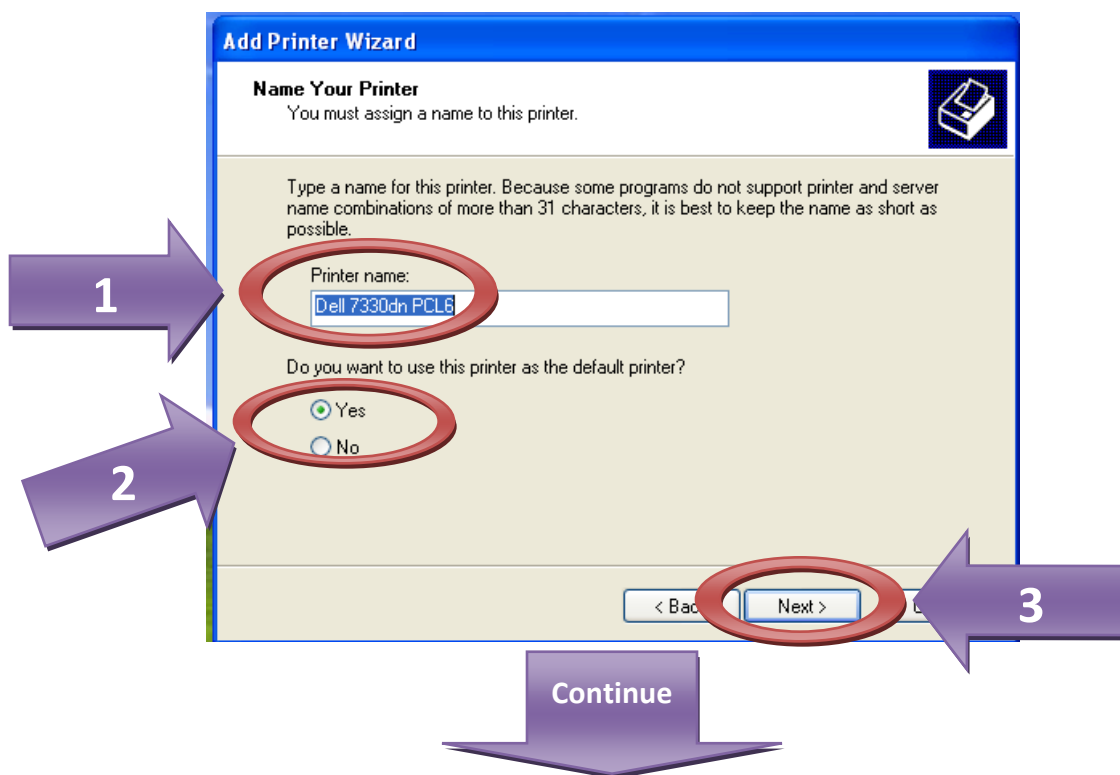 Add Printer Wizard
Name Your Printer
You must assign a name to this printer.
Type a name for this printer. Because some programs do not support printer and server
name combinations of more than 31 characters, it is best to keep the name as short as
possible.
Printer name:
1
Dell 7330dn PCL6
Do you want to use this printer as the default printer?
Yes
No
2
Next >
3
Continue